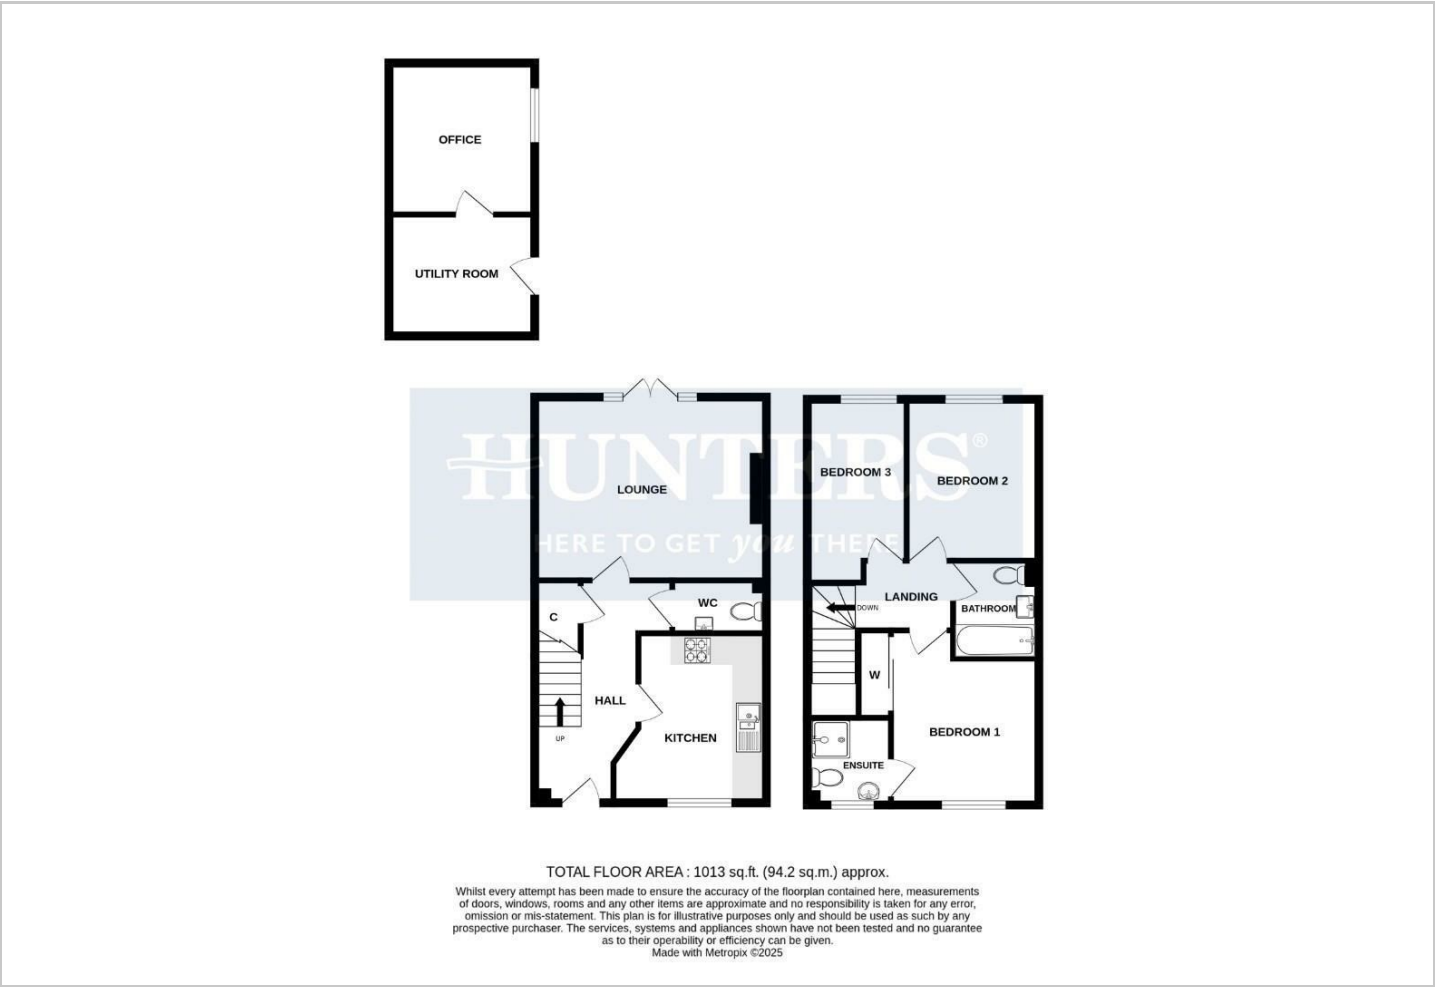 OFFICE
UTILITY ROOM
HUNTERS®
HERE TO GET you THERE
LOUNGE
C
WC
HALL
UP
KITCHEN
BEDROOM 3
BEDROOM 2
DOWN
LANDING
BATHROOM
W
BEDROOM 1
ENSUITE
TOTAL FLOOR AREA : 1013 sq.ft. (94.2 sq.m.) approx.
Whilst every attempt has been made to ensure the accuracy of the floorplan contained here, measurements
of doors, windows, rooms and any other items are approximate and no responsibility is taken for any error,
omission or mis-statement. This plan is for illustrative purposes only and should be used as such by any
prospective purchaser. The services, systems and appliances shown have not been tested and no guarantee
as to their operability or efficiency can be given.
Made with Metropix ©2025